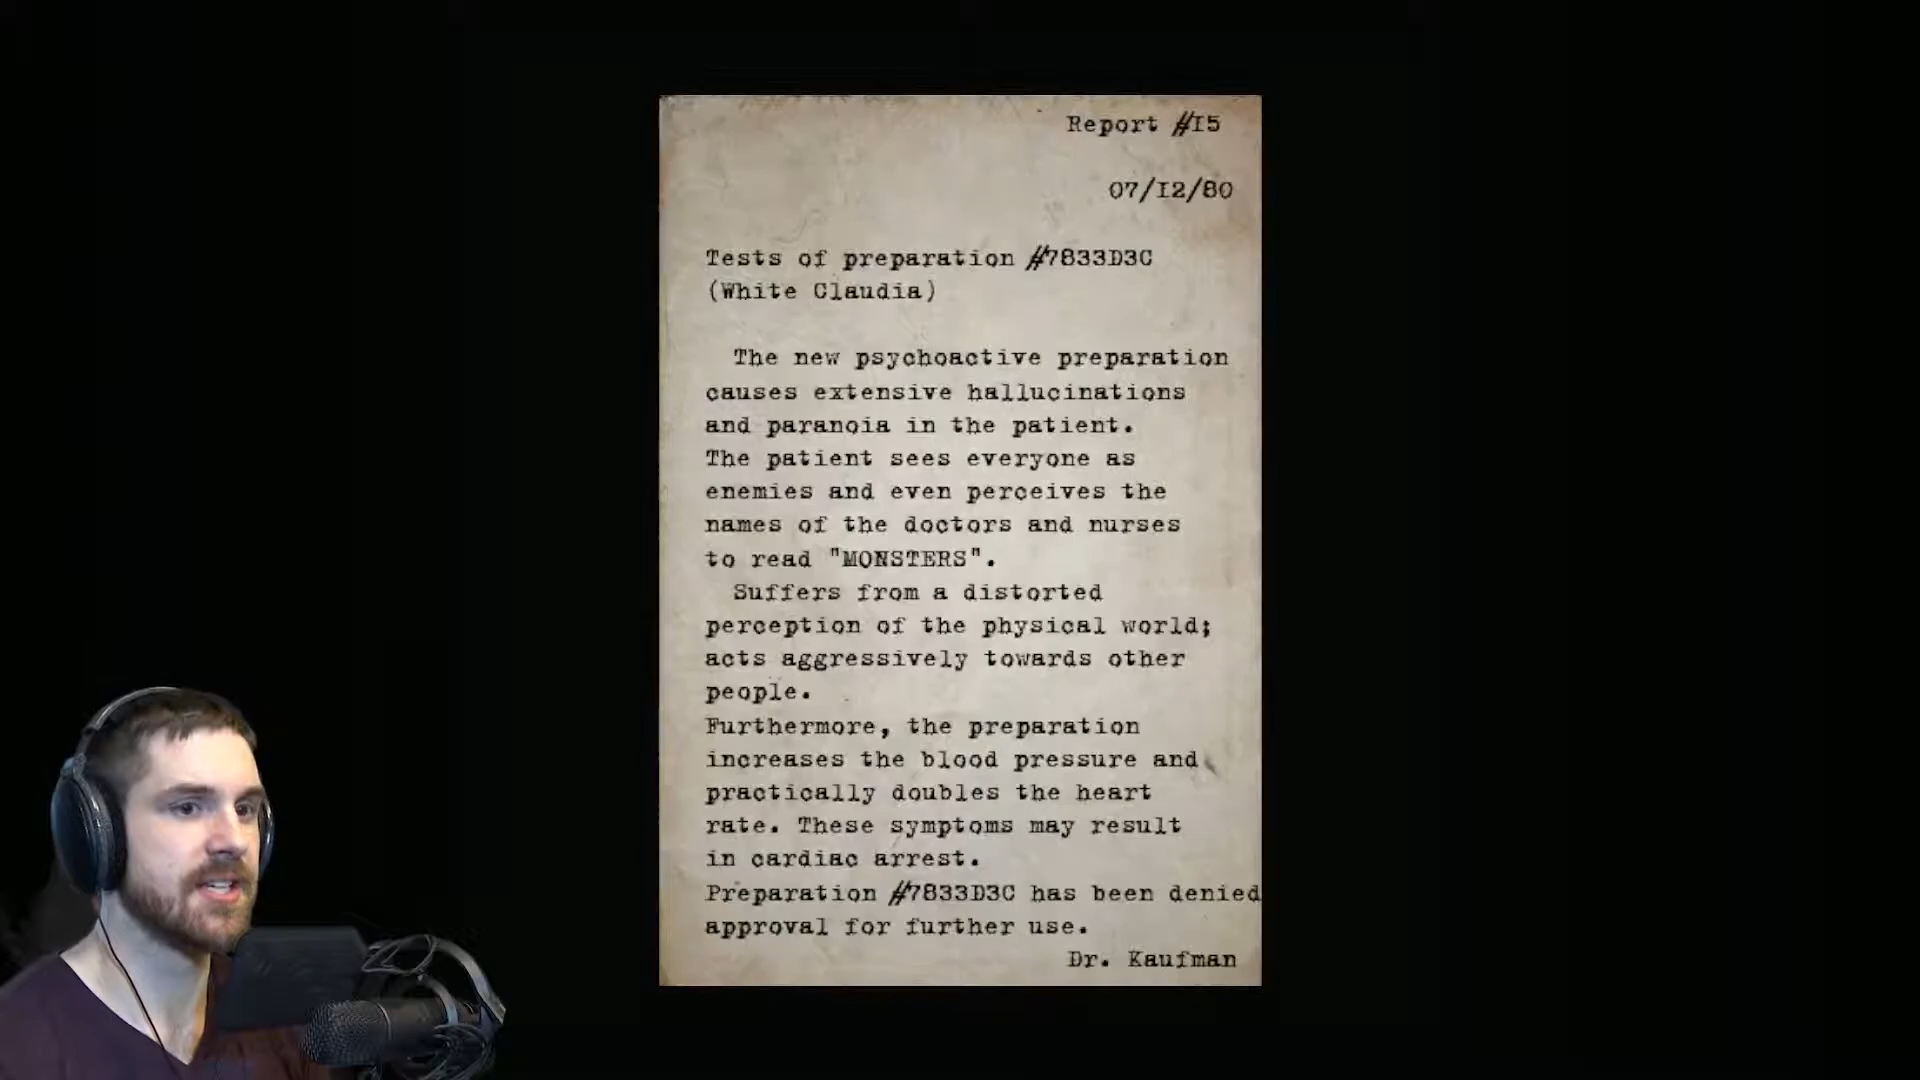 Report #15
07/12/80
Tests of preparation #7833D3C
(White Claudia)
The new psychoactive preparation
causes extensive hallucinations
and paranoia in the patient.
The patient sees everyone as
enemies and even perceives the
names of the doctors and nurses
to read "MONSTERS".
Suffers from a distorted
perception of the physical world;
acts aggressively towards other
people.
Furthermore, the preparation
increases the blood pressure and
practically doubles the heart
rate. These symptoms may result
in cardiac arrest.
Preparation #7833D3C has been denied
approval for further use.
Dr. Kaufman